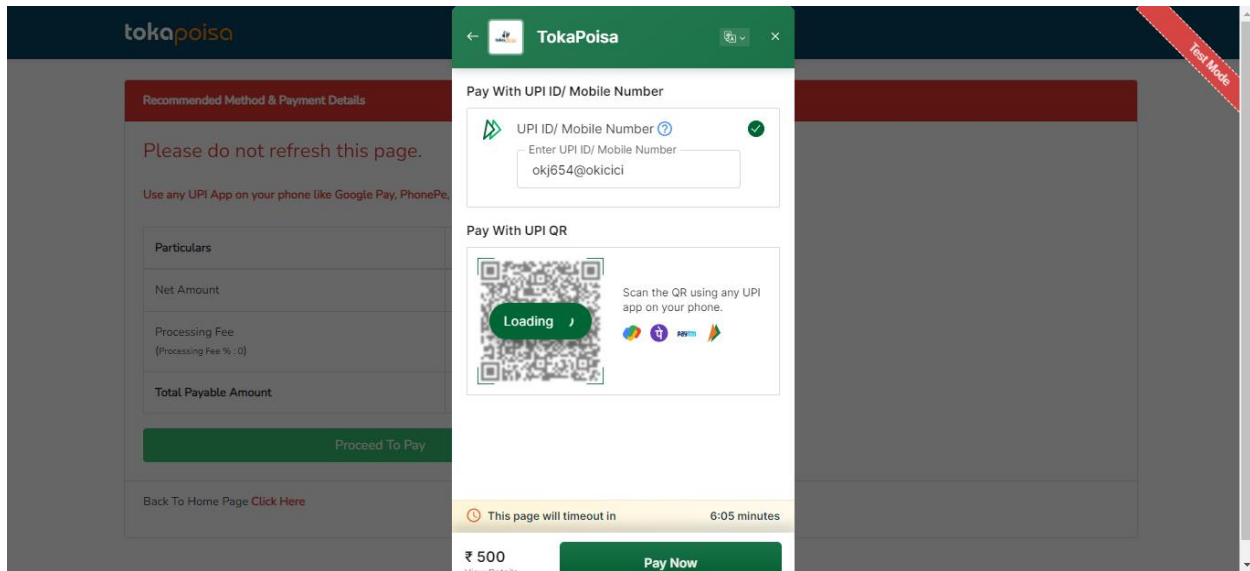 tokapoisa
Recommended Method & Payment Details
Please do not refresh this page.
Use any UPI App on your phone like Google Pay, PhonePe,
Particulars
Net Amount
Processing Fee
(Processing Fee % : 0)
Total Payable Amount
Proceed To Pay
Back To Home Page Click Here
TokaPoisa
Pay With UPI ID/ Mobile Number
UPI ID/ Mobile Number
Enter UPI ID/ Mobile Number
okj654@okicici
Pay With UPI QR
Loading
Scan the QR using any UPI
app on your phone.
paytm
This page will timeout in 6:05 minutes
₹ 500
View Details
Pay Now
Test Mode